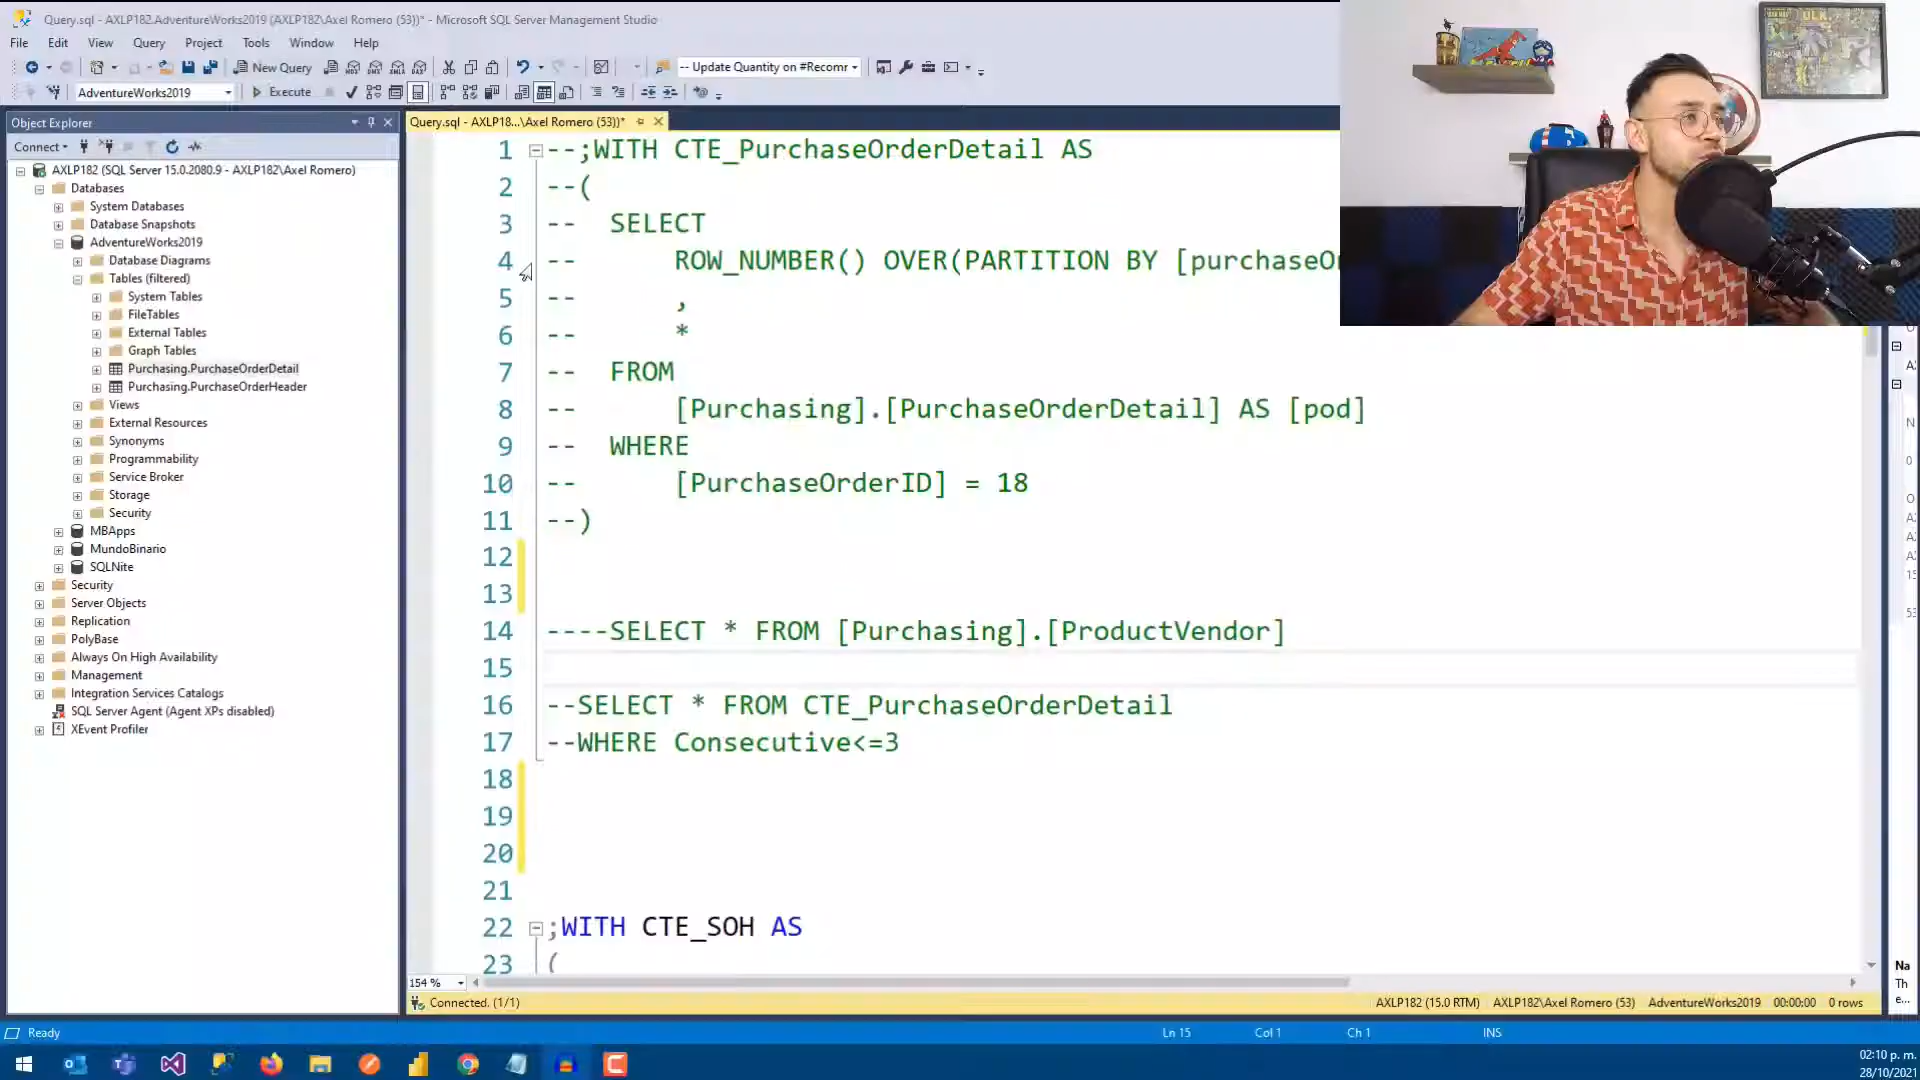 Query.sql - AXLP182.AdventureWorks2019 (AXLP182\Axel Romero (53))* - Microsoft SQL Server Management Studio
File Edit View Query Project Tools Window Help
New Query
-- Update Quantity on #Recomr
AdventureWorks2019
Execute
Object Explorer
Query.sql - AXLP18...\Axel Romero (53))*
Connect
AXLP182 (SQL Server 15.0.2080.9 - AXLP182\Axel Romero)
Databases
System Databases
Database Snapshots
AdventureWorks2019
Database Diagrams
Tables (filtered)
System Tables
FileTables
External Tables
Graph Tables
Purchasing.PurchaseOrderDetail
Purchasing.PurchaseOrderHeader
Views
External Resources
Synonyms
Programmability
Service Broker
Storage
Security
MBApps
MundoBinario
SQLNite
Security
Server Objects
Replication
PolyBase
Always On High Availability
Management
Integration Services Catalogs
SQL Server Agent (Agent XPs disabled)
XEvent Profiler
1 --;WITH CTE_PurchaseOrderDetail AS
2 --(
3 -- SELECT
4 -- ROW_NUMBER() OVER(PARTITION BY [purchaseOr
5 -- ,
6 -- *
7 -- FROM
8 -- [Purchasing].[PurchaseOrderDetail] AS [pod]
9 -- WHERE
10 -- [PurchaseOrderID] = 18
11 --)
12
13
14 ----SELECT * FROM [Purchasing].[ProductVendor]
15
16 --SELECT * FROM CTE_PurchaseOrderDetail
17 --WHERE Consecutive<=3
18
19
20
21
22 ;WITH CTE_SOH AS
23 (
154 %
Connected. (1/1)
AXLP182 (15.0 RTM) AXLP182\Axel Romero (53) AdventureWorks2019 00:00:00 0 rows
Na
Th
e...
Ready
Ln 15 Col 1 Ch 1 INS
02:10 p. m.
28/10/2021